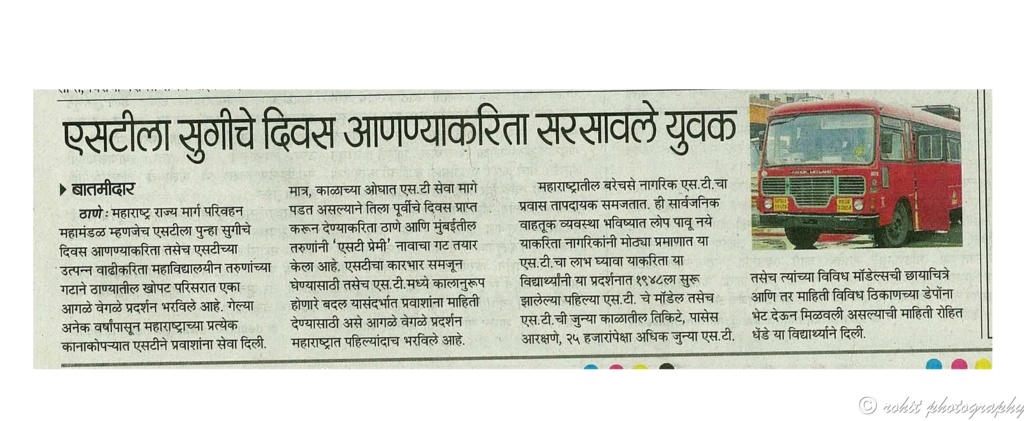 एसटीला सुगीचे दिवस आणण्याकरिता सरसावले युवक
बातमीदार
ठाणे : महाराष्ट्र राज्य मार्ग परिवहन
महामंडळ म्हणजेच एसटीला पुन्हा सुगीचे
दिवस आणण्याकरिता तसेच एसटीच्या
उत्पन्न वाढीकरिता महाविद्यालयीन तरुणांच्या
गटाने ठाण्यातील खोपट परिसरात एका
आगळे वेगळे प्रदर्शन भरविले आहे. गेल्या
अनेक वर्षांपासून महाराष्ट्राच्या प्रत्येक
कानाकोपऱ्यात एसटीने प्रवाशांना सेवा दिली.
मात्र, काळाच्या ओघात एस.टी सेवा मागे
पडत असल्याने तिला पूर्वीचे दिवस प्राप्त
करून देण्याकरिता ठाणे आणि मुंबईतील
तरुणांनी ‘एसटी प्रेमी’ नावाचा गट तयार
केला आहे. एसटीचा कारभार समजून
घेण्यासाठी तसेच एस.टी.मध्ये कालानुरूप
होणारे बदल यासंदर्भात प्रवाशांना माहिती
देण्यासाठी असे आगळे वेगळे प्रदर्शन
महाराष्ट्रात पहिल्यांदाच भरविले आहे.
महाराष्ट्रातील बरेचसे नागरिक एस.टी.चा
प्रवास तापदायक समजतात. ही सार्वजनिक
वाहतूक व्यवस्था भविष्यात लोप पावू नये
याकरिता नागरिकांनी मोठ्या प्रमाणात या
एस.टी.चा लाभ घ्यावा याकरिता या
विद्यार्थ्यांनी या प्रदर्शनात १९४८ला सुरू
झालेल्या पहिल्या एस.टी. चे मॉडेल तसेच
एस.टी.ची जुन्या काळातील तिकिटे, पासेस
आरक्षणे, २५ हजारांपेक्षा अधिक जुन्या एस.टी.
तसेच त्यांच्या विविध मॉडेल्सची छायाचित्रे
आणि तर माहिती विविध ठिकाणच्या डेपोंना
भेट देऊन मिळवली असल्याची माहिती रोहित
धेंडे या विद्यार्थ्याने दिली.
© rohit photography